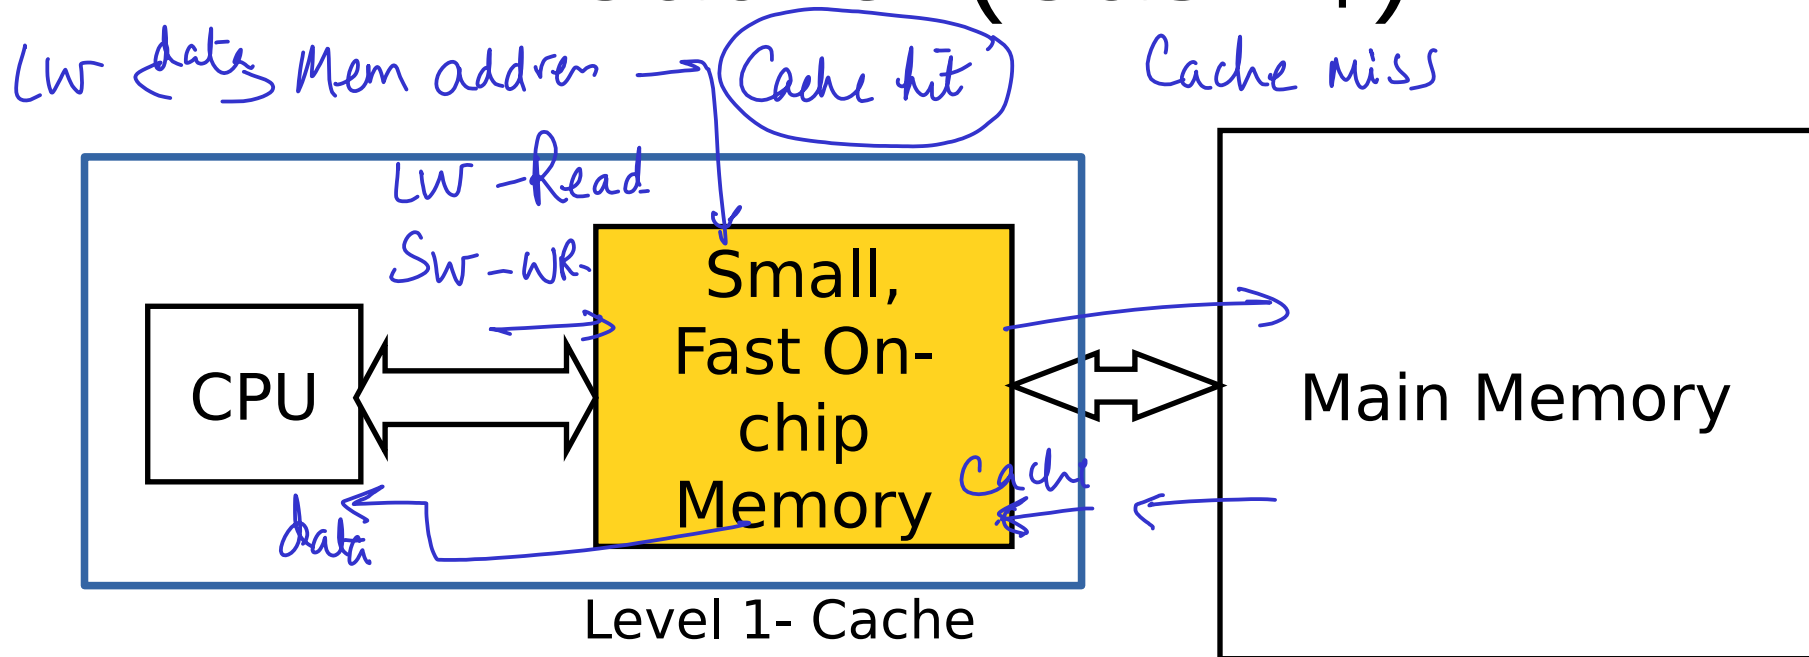 LW data Mem address → Cache hit Cache miss
LW - Read
SW - WR-
Small,
Fast On-
chip
Memory
CPU
Main Memory
Cache
data
Level 1- Cache